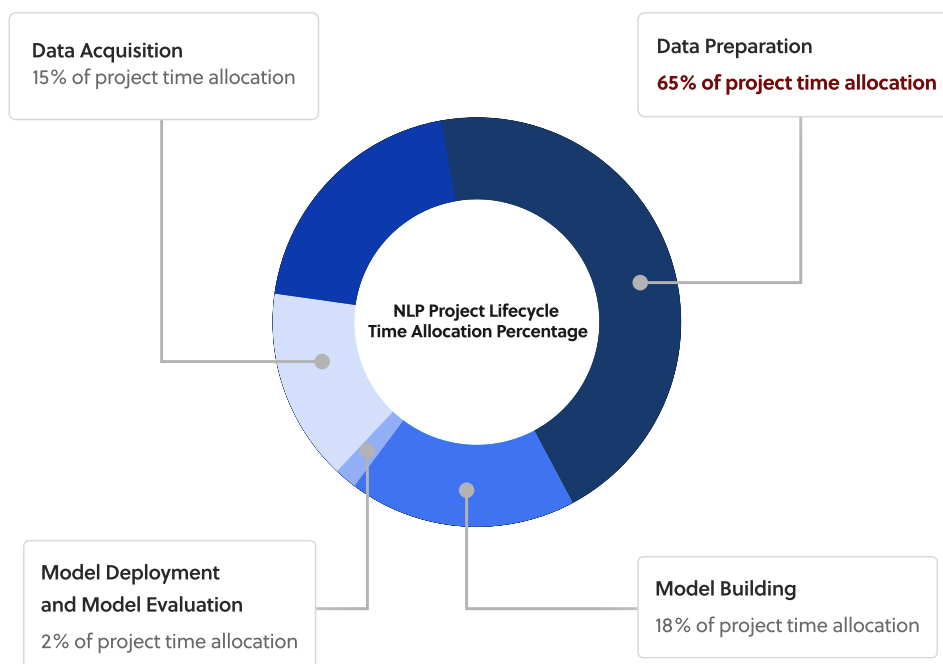 Data Acquisition
15% of project time allocation
Data Preparation
65% of project time allocation
NLP Project Lifecycle
Time Allocation Percentage
Model Deployment
and Model Evaluation
2% of project time allocation
Model Building
18% of project time allocation